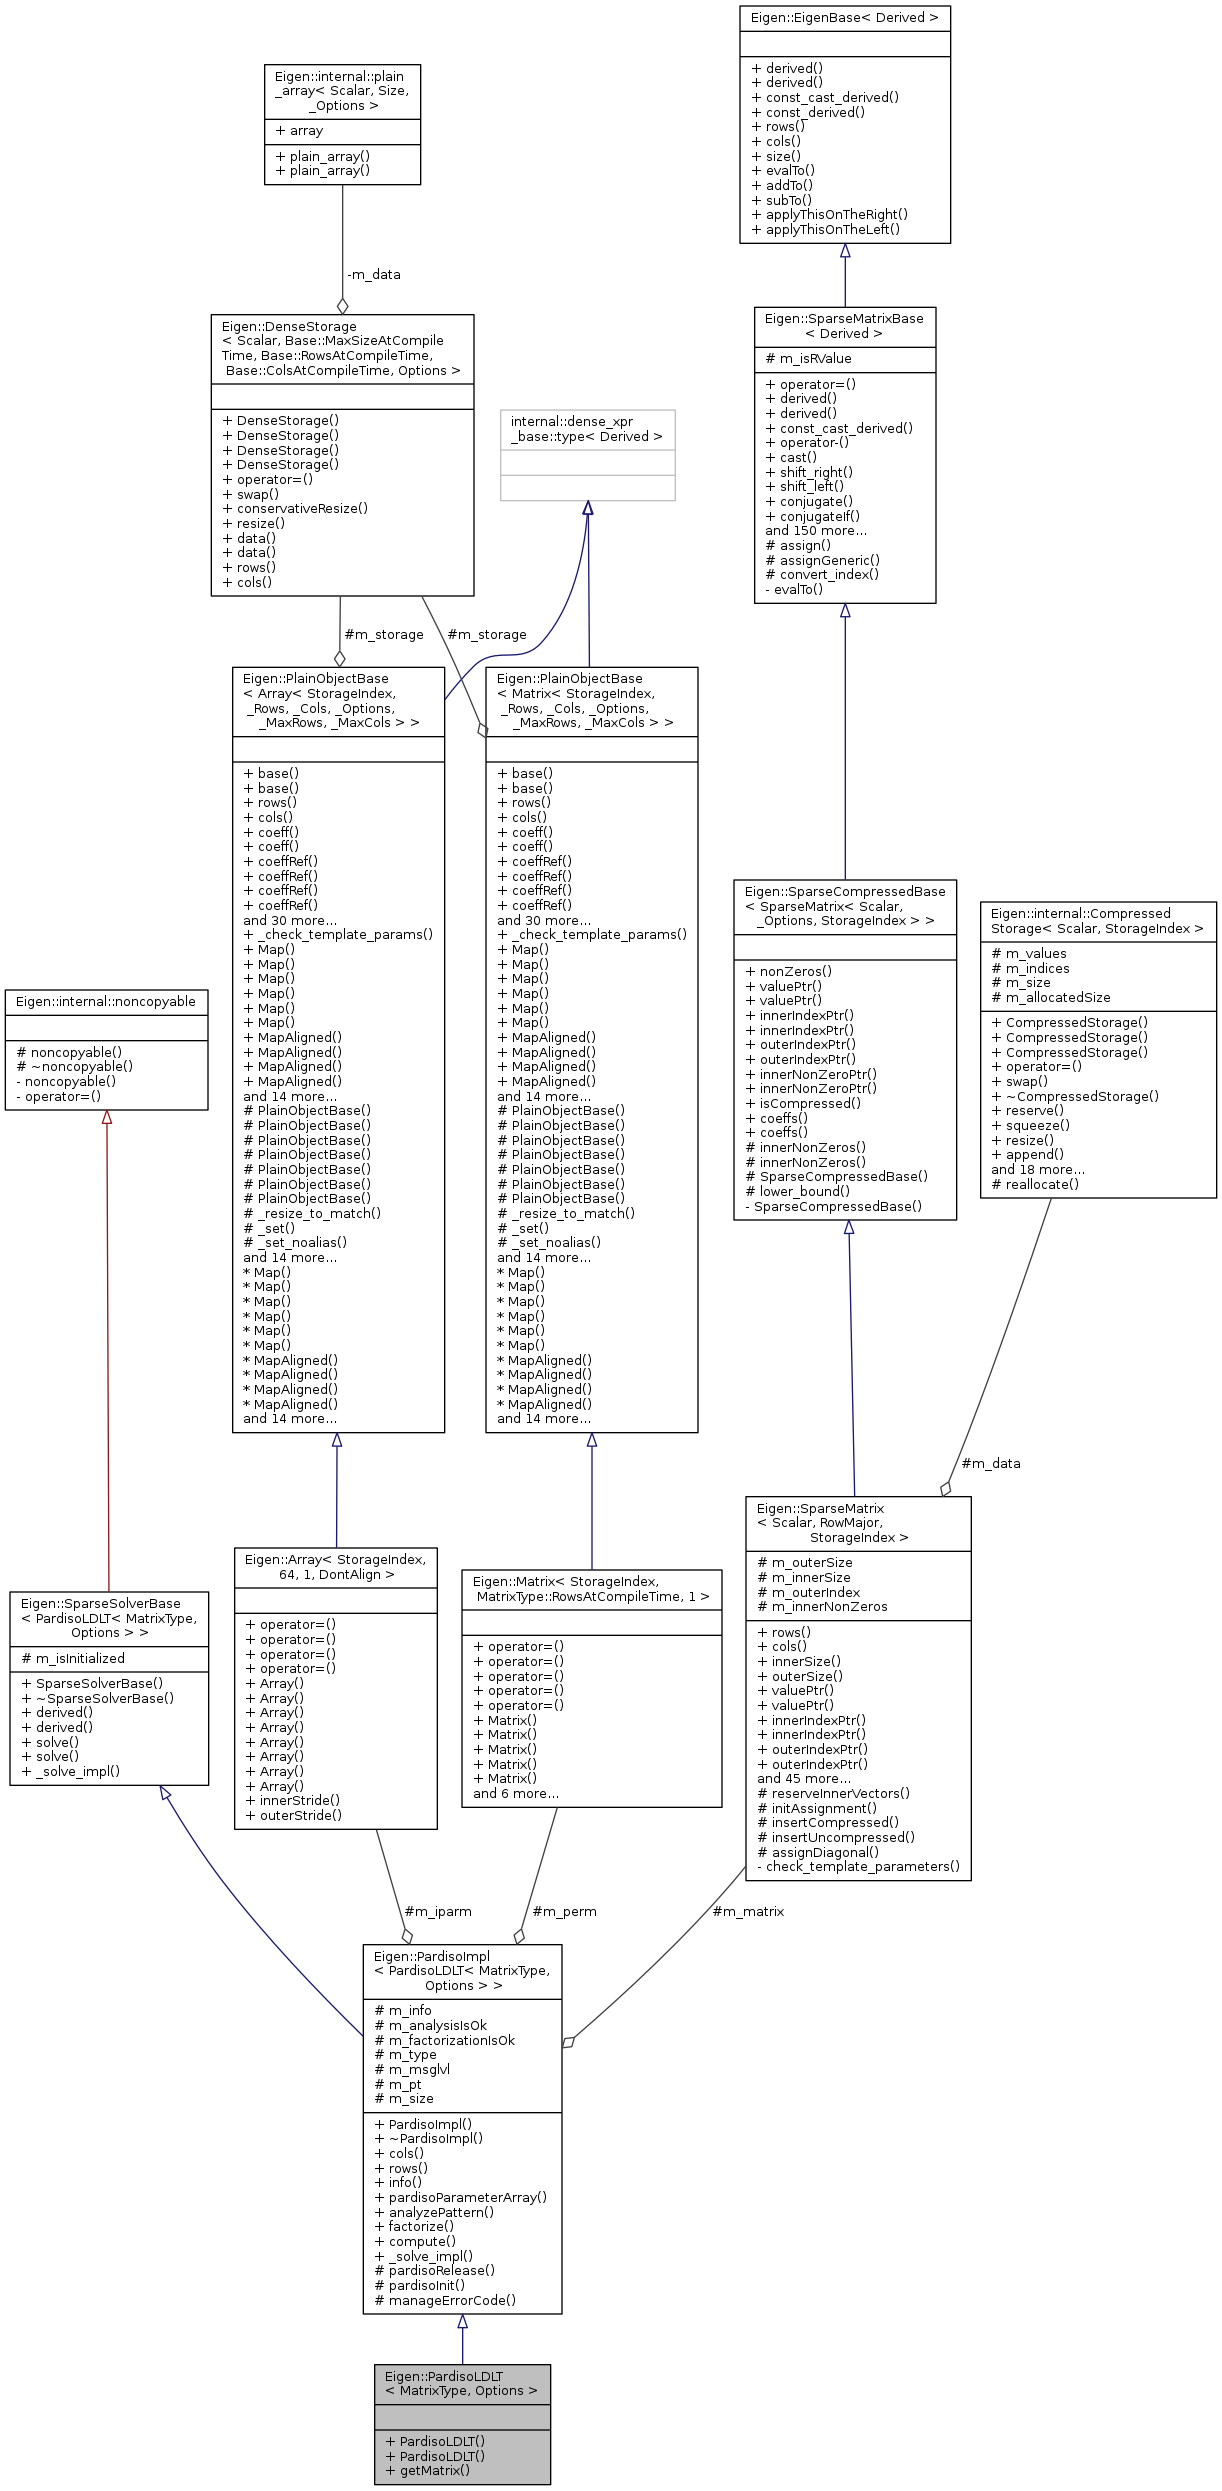 Eigen::EigenBase< Derived >
+ derived()
+ derived()
+ const_cast_derived()
+ const_derived()
+ rows()
+ cols()
+ size()
+ evalTo()
+ addTo()
+ subTo()
+ applyThisOnTheRight()
+ applyThisOnTheLeft()
Eigen::internal::plain
_array< Scalar, Size,
_Options >
+ array
+ plain_array()
+ plain_array()
-m_data
Eigen::DenseStorage
< Scalar, Base::MaxSizeAtCompile
Time, Base::RowsAtCompileTime,
Base::ColsAtCompileTime, Options >
+ DenseStorage()
+ DenseStorage()
+ DenseStorage()
+ DenseStorage()
+ operator=()
+ swap()
+ conservativeResize()
+ resize()
+ data()
+ data()
+ rows()
+ cols()
internal::dense_xpr
_base::type< Derived >
Eigen::SparseMatrixBase
< Derived >
# m_isRValue
+ operator=()
+ derived()
+ derived()
+ const_cast_derived()
+ operator-()
+ cast()
+ shift_right()
+ shift_left()
+ conjugate()
+ conjugateIf()
and 150 more...
# assign()
# assignGeneric()
# convert_index()
- evalTo()
#m_storage
#m_storage
Eigen::PlainObjectBase
< Array< StorageIndex,
_Rows, _Cols, _Options,
_MaxRows, _MaxCols > >
+ base()
+ base()
+ rows()
+ cols()
+ coeff()
+ coeff()
+ coeffRef()
+ coeffRef()
+ coeffRef()
+ coeffRef()
and 30 more...
+ _check_template_params()
+ Map()
+ Map()
+ Map()
+ Map()
+ Map()
+ Map()
+ MapAligned()
+ MapAligned()
+ MapAligned()
+ MapAligned()
and 14 more...
# PlainObjectBase()
# PlainObjectBase()
# PlainObjectBase()
# PlainObjectBase()
# PlainObjectBase()
# PlainObjectBase()
# PlainObjectBase()
# _resize_to_match()
# _set()
# _set_noalias()
and 14 more...
* Map()
* Map()
* Map()
* Map()
* Map()
* Map()
* MapAligned()
* MapAligned()
* MapAligned()
* MapAligned()
and 14 more...
Eigen::PlainObjectBase
< Matrix< StorageIndex,
_Rows, _Cols, _Options,
_MaxRows, _MaxCols > >
+ base()
+ base()
+ rows()
+ cols()
+ coeff()
+ coeff()
+ coeffRef()
+ coeffRef()
+ coeffRef()
+ coeffRef()
and 30 more...
+ _check_template_params()
+ Map()
+ Map()
+ Map()
+ Map()
+ Map()
+ Map()
+ MapAligned()
+ MapAligned()
+ MapAligned()
+ MapAligned()
and 14 more...
# PlainObjectBase()
# PlainObjectBase()
# PlainObjectBase()
# PlainObjectBase()
# PlainObjectBase()
# PlainObjectBase()
# PlainObjectBase()
# _resize_to_match()
# _set()
# _set_noalias()
and 14 more...
* Map()
* Map()
* Map()
* Map()
* Map()
* Map()
* MapAligned()
* MapAligned()
* MapAligned()
* MapAligned()
and 14 more...
Eigen::SparseCompressedBase
< SparseMatrix< Scalar,
_Options, StorageIndex > >
+ nonZeros()
+ valuePtr()
+ valuePtr()
+ innerIndexPtr()
+ innerIndexPtr()
+ outerIndexPtr()
+ outerIndexPtr()
+ innerNonZeroPtr()
+ innerNonZeroPtr()
+ isCompressed()
+ coeffs()
+ coeffs()
# innerNonZeros()
# innerNonZeros()
# SparseCompressedBase()
# lower_bound()
- SparseCompressedBase()
Eigen::internal::Compressed
Storage< Scalar, StorageIndex >
# m_values
# m_indices
# m_size
# m_allocatedSize
+ CompressedStorage()
+ CompressedStorage()
+ CompressedStorage()
+ operator=()
+ swap()
+ ~CompressedStorage()
+ reserve()
+ squeeze()
+ resize()
+ append()
and 18 more...
# reallocate()
Eigen::internal::noncopyable
# noncopyable()
# ~noncopyable()
- noncopyable()
- operator=()
#m_data
Eigen::SparseSolverBase
< PardisoLDLT< MatrixType,
Options > >
# m_isInitialized
+ SparseSolverBase()
+ ~SparseSolverBase()
+ derived()
+ derived()
+ solve()
+ solve()
+ _solve_impl()
Eigen::Array< StorageIndex,
64, 1, DontAlign >
+ operator=()
+ operator=()
+ operator=()
+ operator=()
+ Array()
+ Array()
+ Array()
+ Array()
+ Array()
+ Array()
+ Array()
+ Array()
+ innerStride()
+ outerStride()
Eigen::Matrix< StorageIndex,
MatrixType::RowsAtCompileTime, 1 >
+ operator=()
+ operator=()
+ operator=()
+ operator=()
+ operator=()
+ Matrix()
+ Matrix()
+ Matrix()
+ Matrix()
+ Matrix()
and 6 more...
Eigen::SparseMatrix
< Scalar, RowMajor,
StorageIndex >
# m_outerSize
# m_innerSize
# m_outerIndex
# m_innerNonZeros
+ rows()
+ cols()
+ innerSize()
+ outerSize()
+ valuePtr()
+ valuePtr()
+ innerIndexPtr()
+ innerIndexPtr()
+ outerIndexPtr()
+ outerIndexPtr()
and 45 more...
# reserveInnerVectors()
# initAssignment()
# insertCompressed()
# insertUncompressed()
# assignDiagonal()
- check_template_parameters()
#m_iparm
#m_perm
#m_matrix
Eigen::PardisoImpl
< PardisoLDLT< MatrixType,
Options > >
# m_info
# m_analysisIsOk
# m_factorizationIsOk
# m_type
# m_msglvl
# m_pt
# m_size
+ PardisoImpl()
+ ~PardisoImpl()
+ cols()
+ rows()
+ info()
+ pardisoParameterArray()
+ analyzePattern()
+ factorize()
+ compute()
+ _solve_impl()
# pardisoRelease()
# pardisoInit()
# manageErrorCode()
Eigen::PardisoLDLT
< MatrixType, Options >
+ PardisoLDLT()
+ PardisoLDLT()
+ getMatrix()